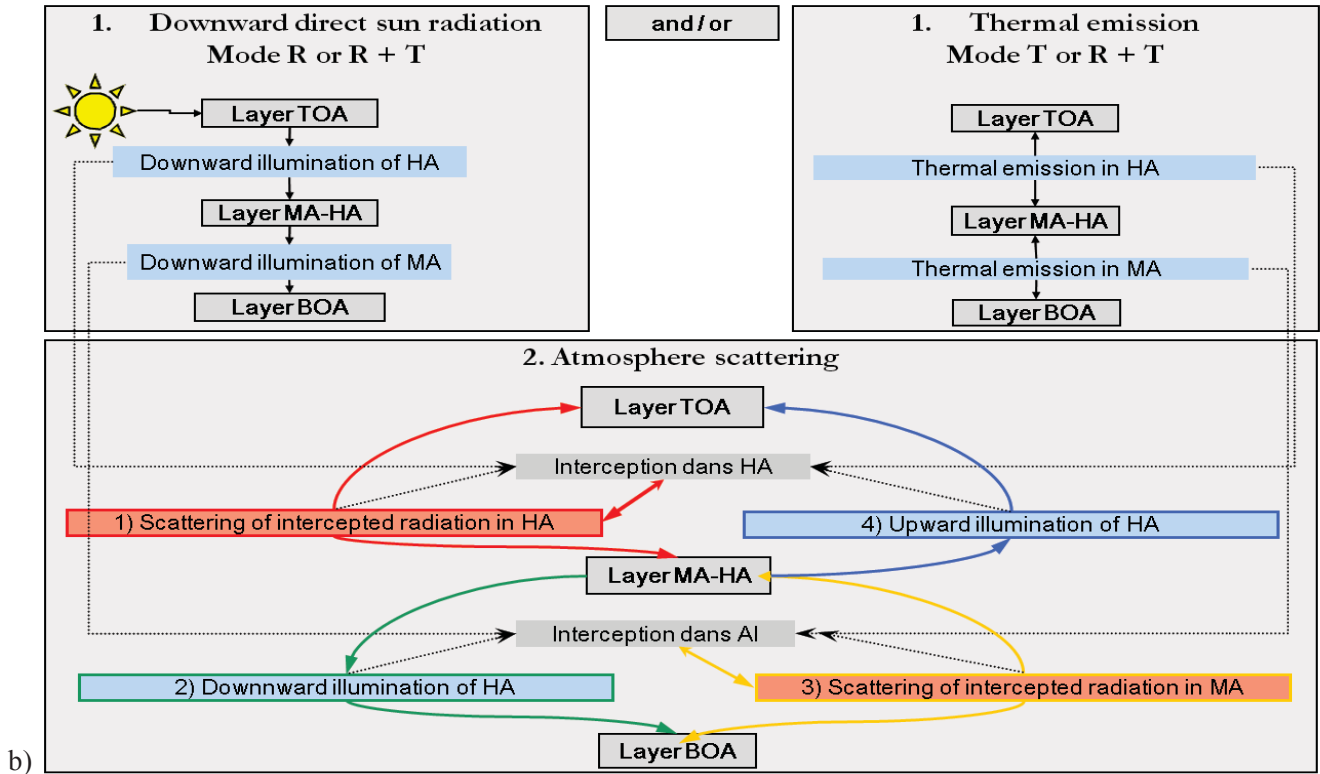 1. Downward direct sun radiation
Mode R or R + T
Layer TOA
Downward illumination of HA
Layer MA-HA
Downward illumination of MA
Layer BOA
and / or
1. Thermal emission
Mode T or R + T
Layer TOA
Thermal emission in HA
Layer MA-HA
Thermal emission in MA
Layer BOA
2. Atmosphere scattering
Layer TOA
Interception dans HA
1) Scattering of intercepted radiation in HA
4) Upward illumination of HA
Layer MA-HA
Interception dans AI
2) Downnward illumination of HA
3) Scattering of intercepted radiation in MA
Layer BOA
b)